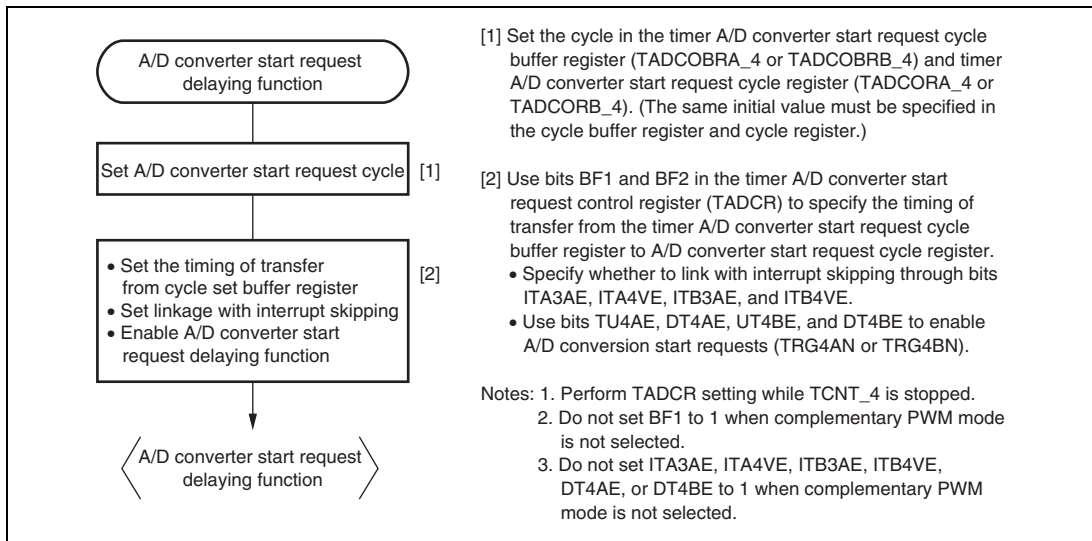 A/D converter start request
delaying function
Set A/D converter start request cycle
[1]
• Set the timing of transfer
from cycle set buffer register
• Set linkage with interrupt skipping
• Enable A/D converter start
request delaying function
[2]
A/D converter start request
delaying function
[1] Set the cycle in the timer A/D converter start request cycle
buffer register (TADCOBRA_4 or TADCOBRB_4) and timer
A/D converter start request cycle register (TADCORA_4 or
TADCORB_4). (The same initial value must be specified in
the cycle buffer register and cycle register.)
[2] Use bits BF1 and BF2 in the timer A/D converter start
request control register (TADCR) to specify the timing of
transfer from the timer A/D converter start request cycle
buffer register to A/D converter start request cycle register.
• Specify whether to link with interrupt skipping through bits
ITA3AE, ITA4VE, ITB3AE, and ITB4VE.
• Use bits TU4AE, DT4AE, UT4BE, and DT4BE to enable
A/D conversion start requests (TRG4AN or TRG4BN).
Notes: 1. Perform TADCR setting while TCNT_4 is stopped.
2. Do not set BF1 to 1 when complementary PWM mode
is not selected.
3. Do not set ITA3AE, ITA4VE, ITB3AE, ITB4VE,
DT4AE, or DT4BE to 1 when complementary PWM
mode is not selected.